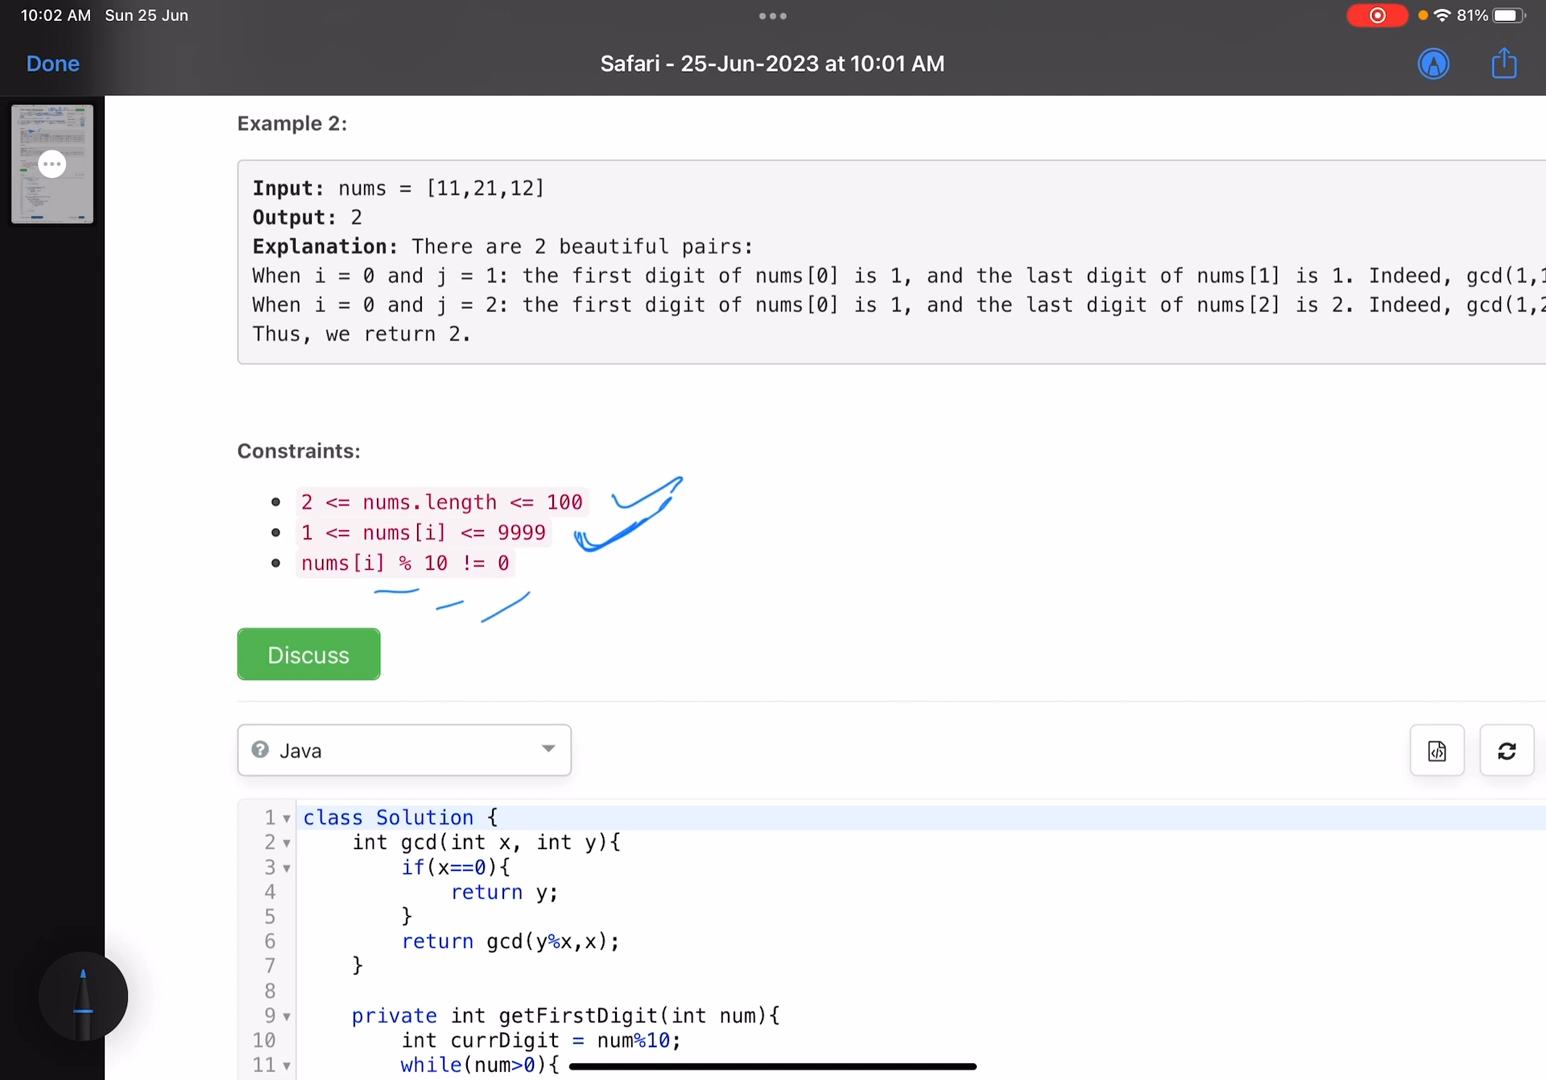 10:02 AM Sun 25 Jun
81%
Done
Safari - 25-Jun-2023 at 10:01 AM
Example 2:
Input: nums = [11,21,12]
Output: 2
Explanation: There are 2 beautiful pairs:
When i = 0 and j = 1: the first digit of nums[0] is 1, and the last digit of nums[1] is 1. Indeed, gcd(1,1
When i = 0 and j = 2: the first digit of nums[0] is 1, and the last digit of nums[2] is 2. Indeed, gcd(1,2
Thus, we return 2.
Constraints:
2 <= nums.length <= 100
1 <= nums[i] <= 9999
nums[i] % 10 != 0
Discuss
Java
1 class Solution {
2 int gcd(int x, int y){
3 if(x==0){
4 return y;
5 }
6 return gcd(y%x,x);
7 }
8
9 private int getFirstDigit(int num){
10 int currDigit = num%10;
11 while(num>0){